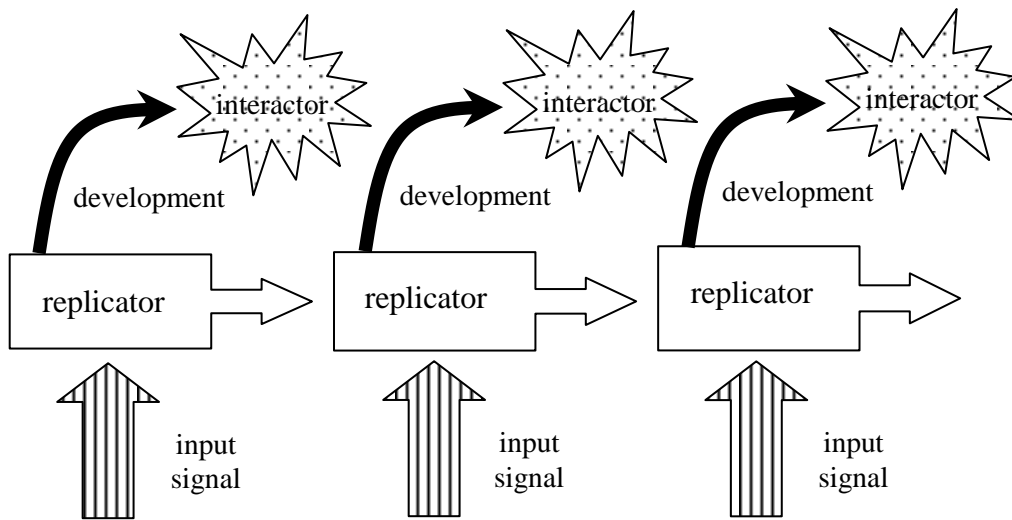 interactor
interactor
interactor
development
development
development
replicator
replicator
replicator
input
signal
input
signal
input
signal